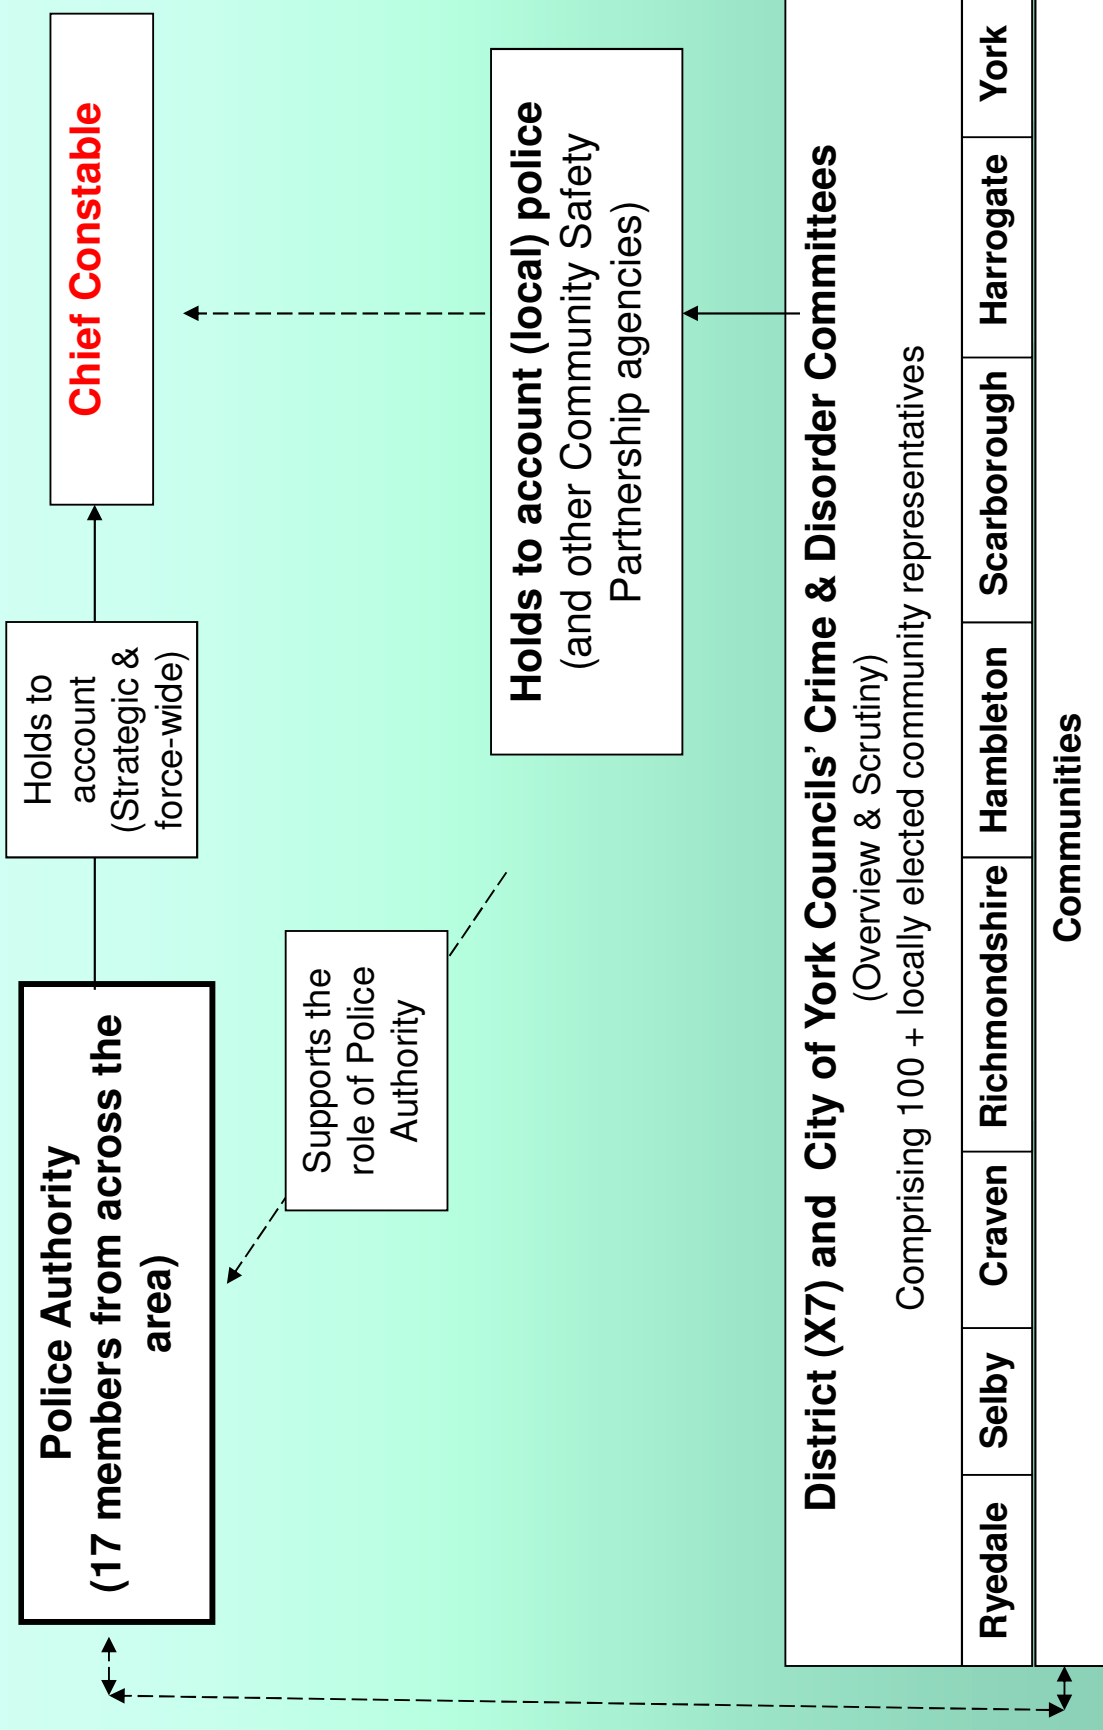 Police Authority
(17 members from across the
area)
Holds to
account
(Strategic &
force-wide)
Chief Constable
Supports the
role of Police
Authority
Holds to account (local) police
(and other Community Safety
Partnership agencies)
District (X7) and City of York Councils’ Crime & Disorder Committees
(Overview & Scrutiny)
Comprising 100 + locally elected community representatives
Ryedale
Selby
Craven
Richmondshire
Hambleton
Scarborough
Harrogate
York
Communities